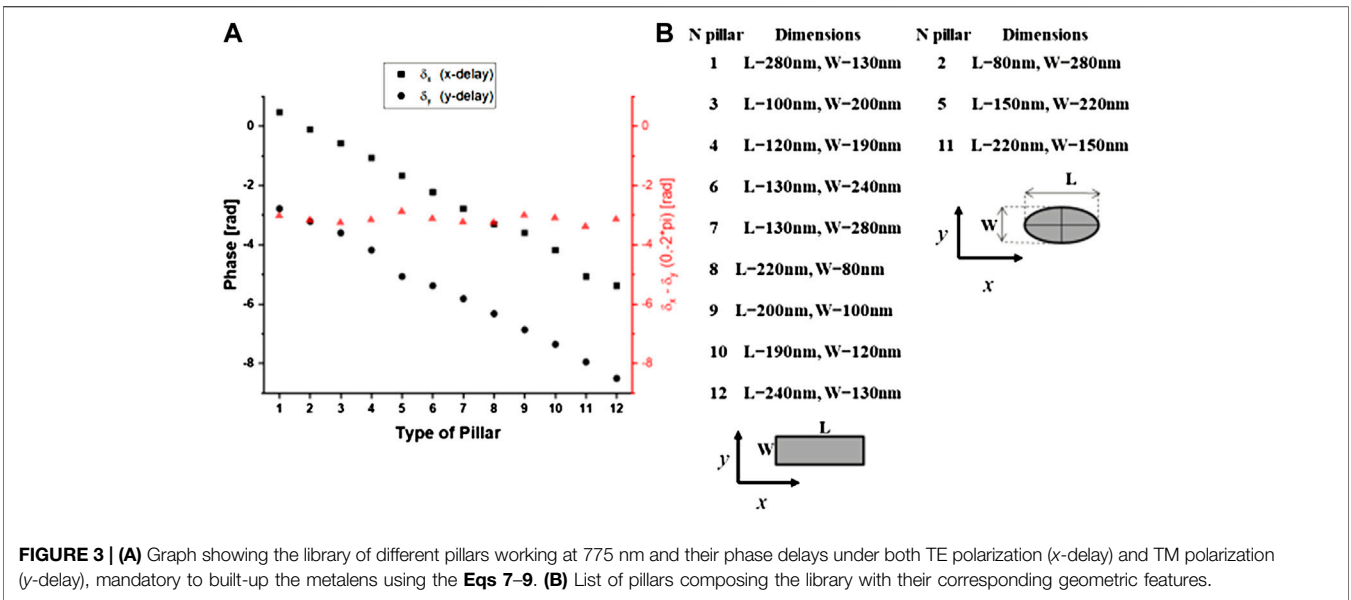 A
δx (x-delay)
δy (y-delay)
0
-2
-4
-6
-8
Phase [rad]
0
-2
-4
-6
-8
δx - δy (0,-2*pi) [rad]
1 2 3 4 5 6 7 8 9 10 11 12
Type of Pillar
B N pillar Dimensions N pillar Dimensions
1 L-280nm, W-130nm 2 L-80nm, W-280nm
3 L-100nm, W-200nm 5 L-150nm, W-220nm
4 L-120nm, W-190nm 11 L-220nm, W-150nm
6 L-130nm, W-240nm
7 L-130nm, W-280nm
8 L-220nm, W-80nm
9 L-200nm, W-100nm
10 L-190nm, W-120nm
12 L-240nm, W-130nm
L
W
y
x
L
W
y
x
FIGURE 3 | (A) Graph showing the library of different pillars working at 775 nm and their phase delays under both TE polarization (x-delay) and TM polarization
(y-delay), mandatory to built-up the metalens using the Eqs 7–9. (B) List of pillars composing the library with their corresponding geometric features.